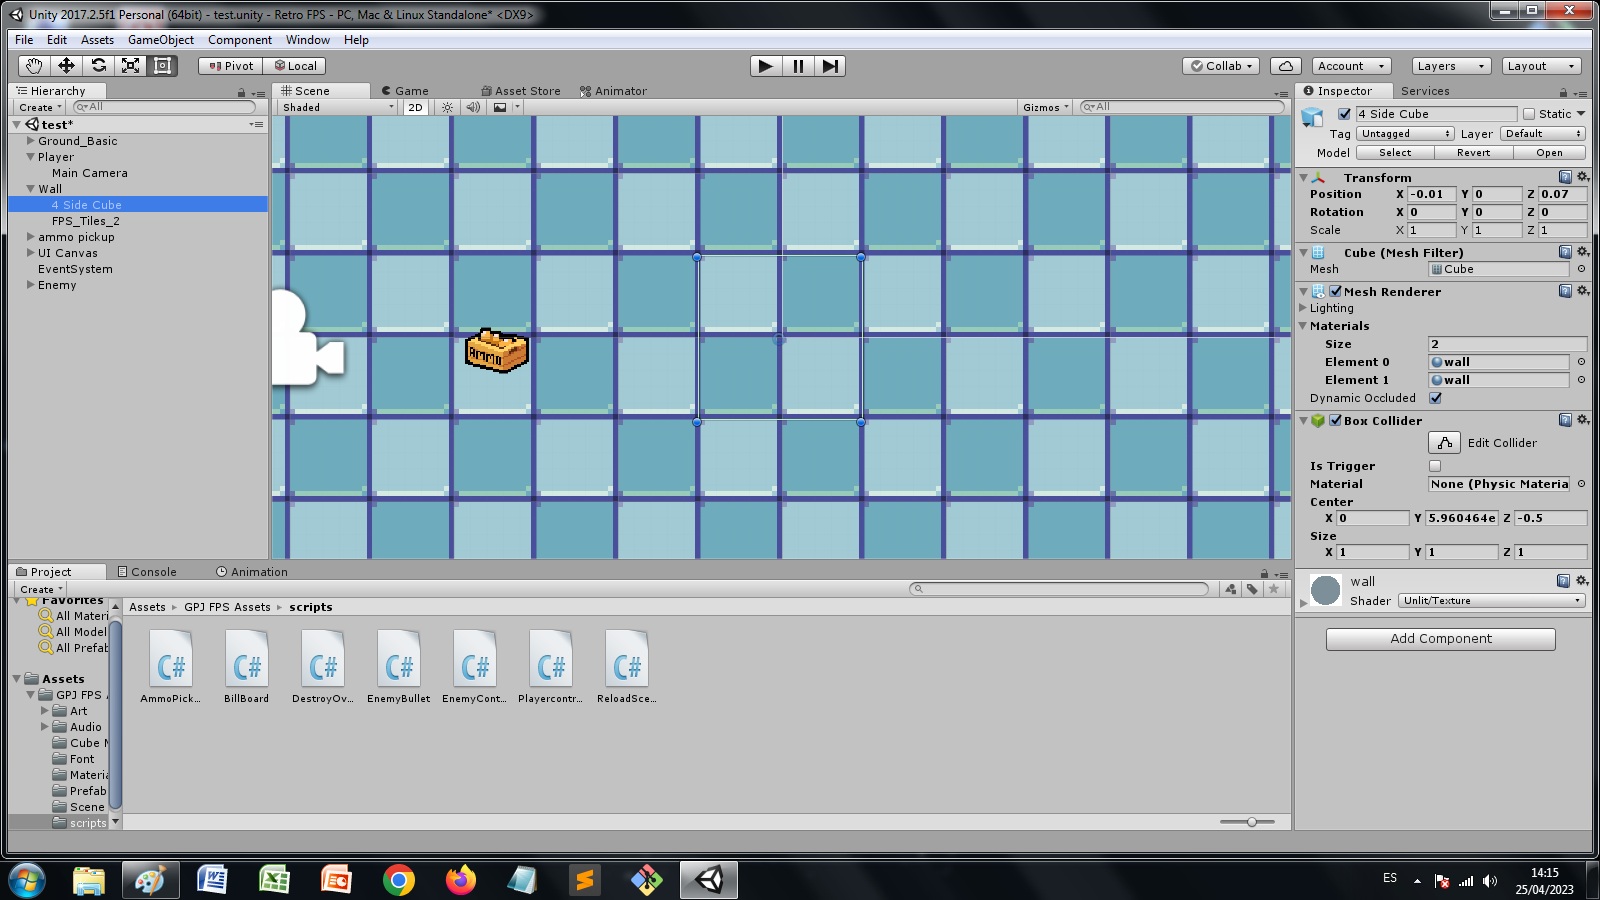 Unity 2017.2.5f1 Personal (64bit) - test.unity - Retro FPS - PC, Mac & Linux Standalone* <DX9>
File Edit Assets GameObject Component Window Help
Pivot Local Collab Account Layers Layout
Hierarchy
Create All
test*
Ground_Basic
Player
Main Camera
Wall
4 Side Cube
FPS_Tiles_2
ammo pickup
UI Canvas
EventSystem
Enemy
Scene Game Asset Store Animator
Shaded 2D Gizmos All
AMMO
Inspector Services
4 Side Cube Static
Tag Untagged Layer Default
Model Select Revert Open
Transform
Position X -0.01 Y 0 Z 0.07
Rotation X 0 Y 0 Z 0
Scale X 1 Y 1 Z 1
Cube (Mesh Filter)
Mesh Cube
Mesh Renderer
Lighting
Materials
Size 2
Element 0 wall
Element 1 wall
Dynamic Occluded
Box Collider
Edit Collider
Is Trigger
Material None (Physic Materia
Center
X 0 Y 5.960464e Z -0.5
Size
X 1 Y 1 Z 1
wall
Shader Unlit/Texture
Add Component
Project Console Animation
Create
Favorites
All Materi
All Model
All Prefab
Assets
GPJ FPS
Art
Audio
Cube M
Font
Materia
Prefab
Scene
scripts
Assets GPJ FPS Assets scripts
C# C# C# C# C# C# C#
AmmoPick... BillBoard DestroyOv... EnemyBullet EnemyCont... Playercontr... ReloadSce...
ES 14:15
25/04/2023